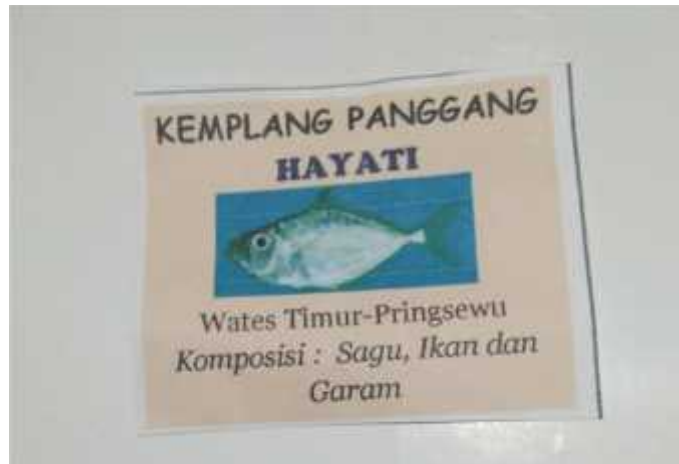 KEMPLANG PANGGANG
HAYATI
Wates Timur-Pringsewu
Komposisi : Sagu, Ikan dan
Garam